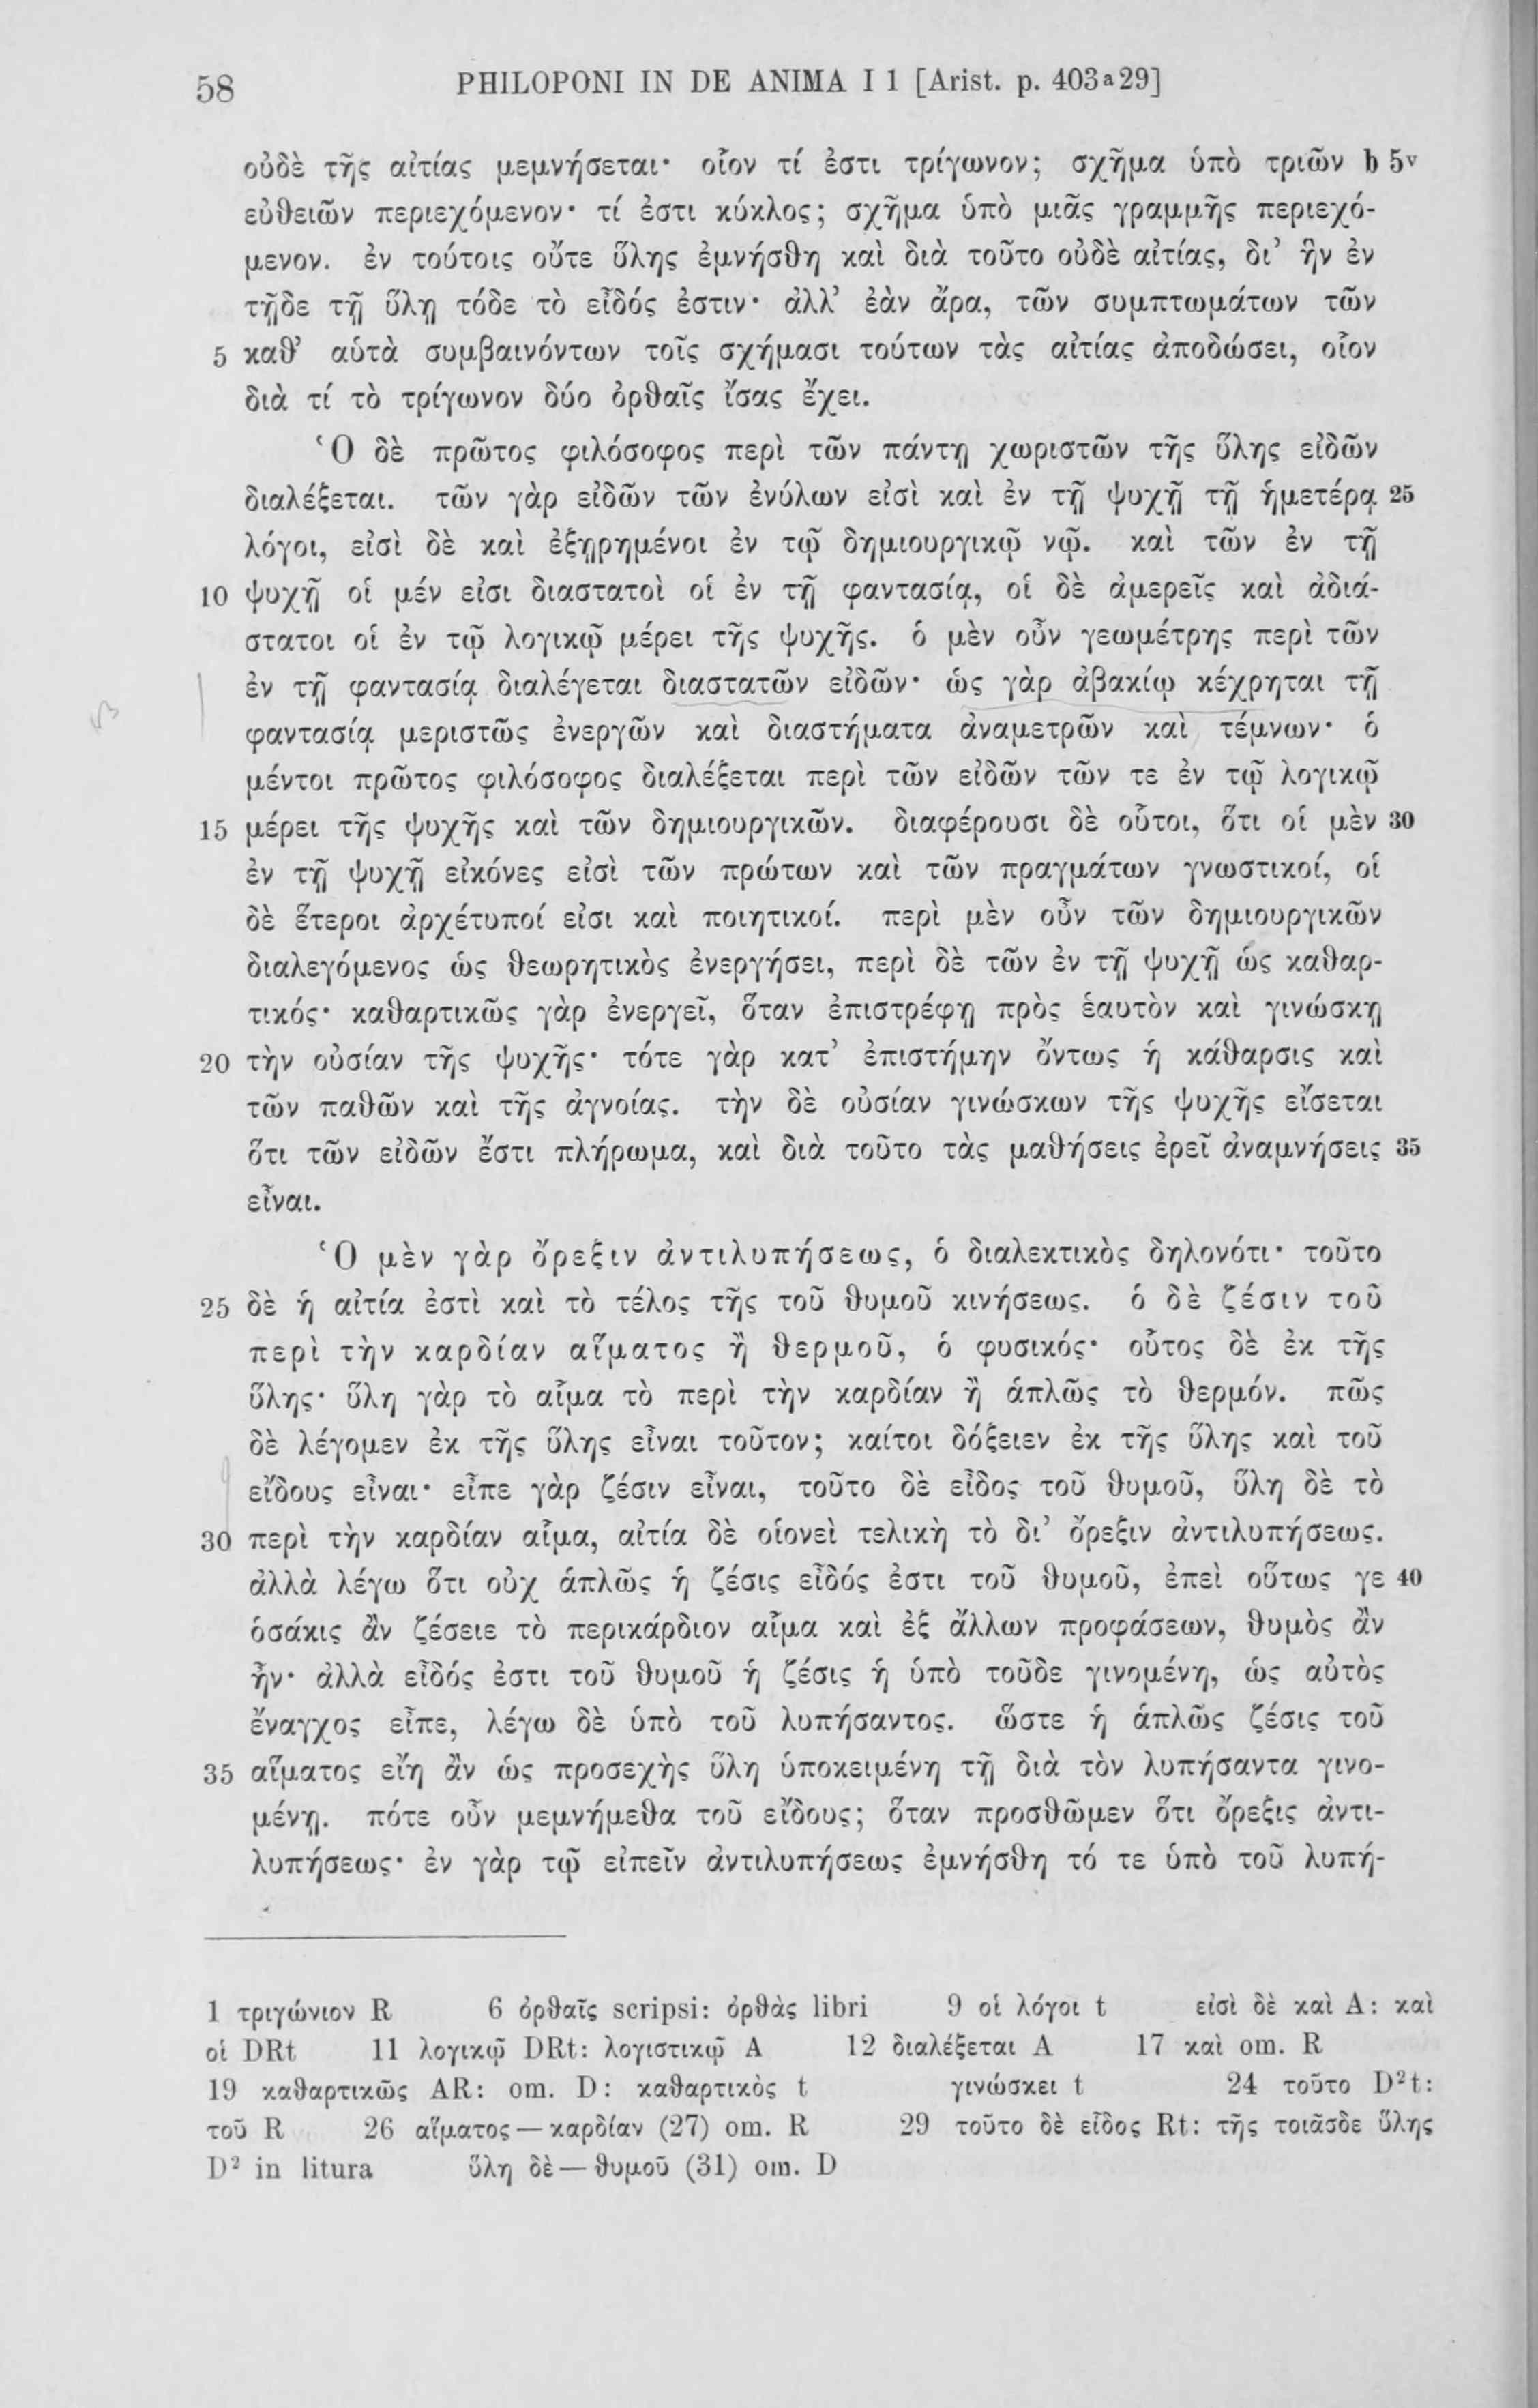 58 PHILOPONI IN DE ANIMA I 1 [Arist. p. 403ª29]
οὐδὲ τῆς αἰτίας μεμνήσεται· οἷον τί ἐστι τρίγωνον; σχῆμα ὑπὸ τριῶν b 5v
εὐθειῶν περιεχόμενον· τί ἐστι κύκλος; σχῆμα ὑπὸ μιᾶς γραμμῆς περιεχό-
μενον. ἐν τούτοις οὔτε ὕλης ἐμνήσθη καὶ διὰ τοῦτο οὐδὲ αἰτίας, δι’ ἣν ἐν
τῇδε τῇ ὕλῃ τόδε τὸ εἶδός ἐστιν· ἀλλ’ ἐὰν ἄρα, τῶν συμπτωμάτων τῶν
5 καθ’ αὑτὰ συμβαινόντων τοῖς σχήμασι τούτων τὰς αἰτίας ἀποδώσει, οἷον
διὰ τί τὸ τρίγωνον δύο ὀρθαῖς ἴσας ἔχει.
Ὁ δὲ πρῶτος φιλόσοφος περὶ τῶν πάντῃ χωριστῶν τῆς ὕλης εἰδῶν
διαλέξεται. τῶν γὰρ εἰδῶν τῶν ἐνύλων εἰσὶ καὶ ἐν τῇ ψυχῇ τῇ ἡμετέρᾳ 25
λόγοι, εἰσὶ δὲ καὶ ἐξῃρημένοι ἐν τῷ δημιουργικῷ νῷ. καὶ τῶν ἐν τῇ
10 ψυχῇ οἱ μέν εἰσι διαστατοὶ οἱ ἐν τῇ φαντασίᾳ, οἱ δὲ ἀμερεῖς καὶ ἀδιά-
στατοι οἱ ἐν τῷ λογικῷ μέρει τῆς ψυχῆς. ὁ μὲν οὖν γεωμέτρης περὶ τῶν
ἐν τῇ φαντασίᾳ διαλέγεται διαστατῶν εἰδῶν· ὡς γὰρ ἀβακίῳ κέχρηται τῇ
φαντασίᾳ μεριστῶς ἐνεργῶν καὶ διαστήματα ἀναμετρῶν καὶ τέμνων· ὁ
μέντοι πρῶτος φιλόσοφος διαλέξεται περὶ τῶν εἰδῶν τῶν τε ἐν τῷ λογικῷ
15 μέρει τῆς ψυχῆς καὶ τῶν δημιουργικῶν. διαφέρουσι δὲ οὗτοι, ὅτι οἱ μὲν 30
ἐν τῇ ψυχῇ εἰκόνες εἰσὶ τῶν πρώτων καὶ τῶν πραγμάτων γνωστικοί, οἱ
δὲ ἕτεροι ἀρχέτυποί εἰσι καὶ ποιητικοί. περὶ μὲν οὖν τῶν δημιουργικῶν
διαλεγόμενος ὡς θεωρητικὸς ἐνεργήσει, περὶ δὲ τῶν ἐν τῇ ψυχῇ ὡς καθαρ-
τικός· καθαρτικῶς γὰρ ἐνεργεῖ, ὅταν ἐπιστρέφῃ πρὸς ἑαυτὸν καὶ γινώσκῃ
20 τὴν οὐσίαν τῆς ψυχῆς· τότε γὰρ κατ’ ἐπιστήμην ὄντως ἡ κάθαρσις καὶ
τῶν παθῶν καὶ τῆς ἀγνοίας. τὴν δὲ οὐσίαν γινώσκων τῆς ψυχῆς εἴσεται
ὅτι τῶν εἰδῶν ἔστι πλήρωμα, καὶ διὰ τοῦτο τὰς μαθήσεις ἐρεῖ ἀναμνήσεις 35
εἶναι.
Ὁ μὲν γὰρ ὄρεξιν ἀντιλυπήσεως, ὁ διαλεκτικὸς δηλονότι· τοῦτο
25 δὲ ἡ αἰτία ἐστὶ καὶ τὸ τέλος τῆς τοῦ θυμοῦ κινήσεως. ὁ δὲ ζέσιν τοῦ
περὶ τὴν καρδίαν αἵματος ἢ θερμοῦ, ὁ φυσικός· οὗτος δὲ ἐκ τῆς
ὕλης· ὕλη γὰρ τὸ αἷμα τὸ περὶ τὴν καρδίαν ἢ ἁπλῶς τὸ θερμόν. πῶς
δὲ λέγομεν ἐκ τῆς ὕλης εἶναι τοῦτον; καίτοι δόξειεν ἐκ τῆς ὕλης καὶ τοῦ
εἴδους εἶναι· εἶπε γὰρ ζέσιν εἶναι, τοῦτο δὲ εἶδος τοῦ θυμοῦ, ὕλη δὲ τὸ
30 περὶ τὴν καρδίαν αἷμα, αἰτία δὲ οἱονεὶ τελικὴ τὸ δι’ ὄρεξιν ἀντιλυπήσεως.
ἀλλὰ λέγω ὅτι οὐχ ἁπλῶς ἡ ζέσις εἶδός ἐστι τοῦ θυμοῦ, ἐπεὶ οὕτως γε 40
ὁσάκις ἂν ζέσειε τὸ περικάρδιον αἷμα καὶ ἐξ ἄλλων προφάσεων, θυμὸς ἂν
ἦν· ἀλλὰ εἶδός ἐστι τοῦ θυμοῦ ἡ ζέσις ἡ ὑπὸ τοῦδε γινομένη, ὡς αὐτὸς
ἔναγχος εἶπε, λέγω δὲ ὑπὸ τοῦ λυπήσαντος. ὥστε ἡ ἁπλῶς ζέσις τοῦ
35 αἵματος εἴη ἂν ὡς προσεχὴς ὕλη ὑποκειμένη τῇ διὰ τὸν λυπήσαντα γινο-
μένῃ. πότε οὖν μεμνήμεθα τοῦ εἴδους; ὅταν προσθῶμεν ὅτι ὄρεξις ἀντι-
λυπήσεως· ἐν γὰρ τῷ εἰπεῖν ἀντιλυπήσεως ἐμνήσθη τό τε ὑπὸ τοῦ λυπή-
1 τριγώνιον R 6 ὀρθαῖς scripsi: ὀρθὰς libri 9 οἱ λόγοι t εἰσὶ δὲ καὶ A: καὶ
οἱ DRt 11 λογικῷ DRt: λογιστικῷ A 12 διαλέξεται A 17 καὶ om. R
19 καθαρτικῶς AR: om. D: καθαρτικὸς t γινώσκει t 24 τοῦτο D²t:
τοῦ R 26 αἵματος — καρδίαν (27) om. R 29 τοῦτο δὲ εἶδος Rt: τῆς τοιᾶσδε ὕλης
D² in litura ὕλη δὲ — θυμοῦ (31) om. D